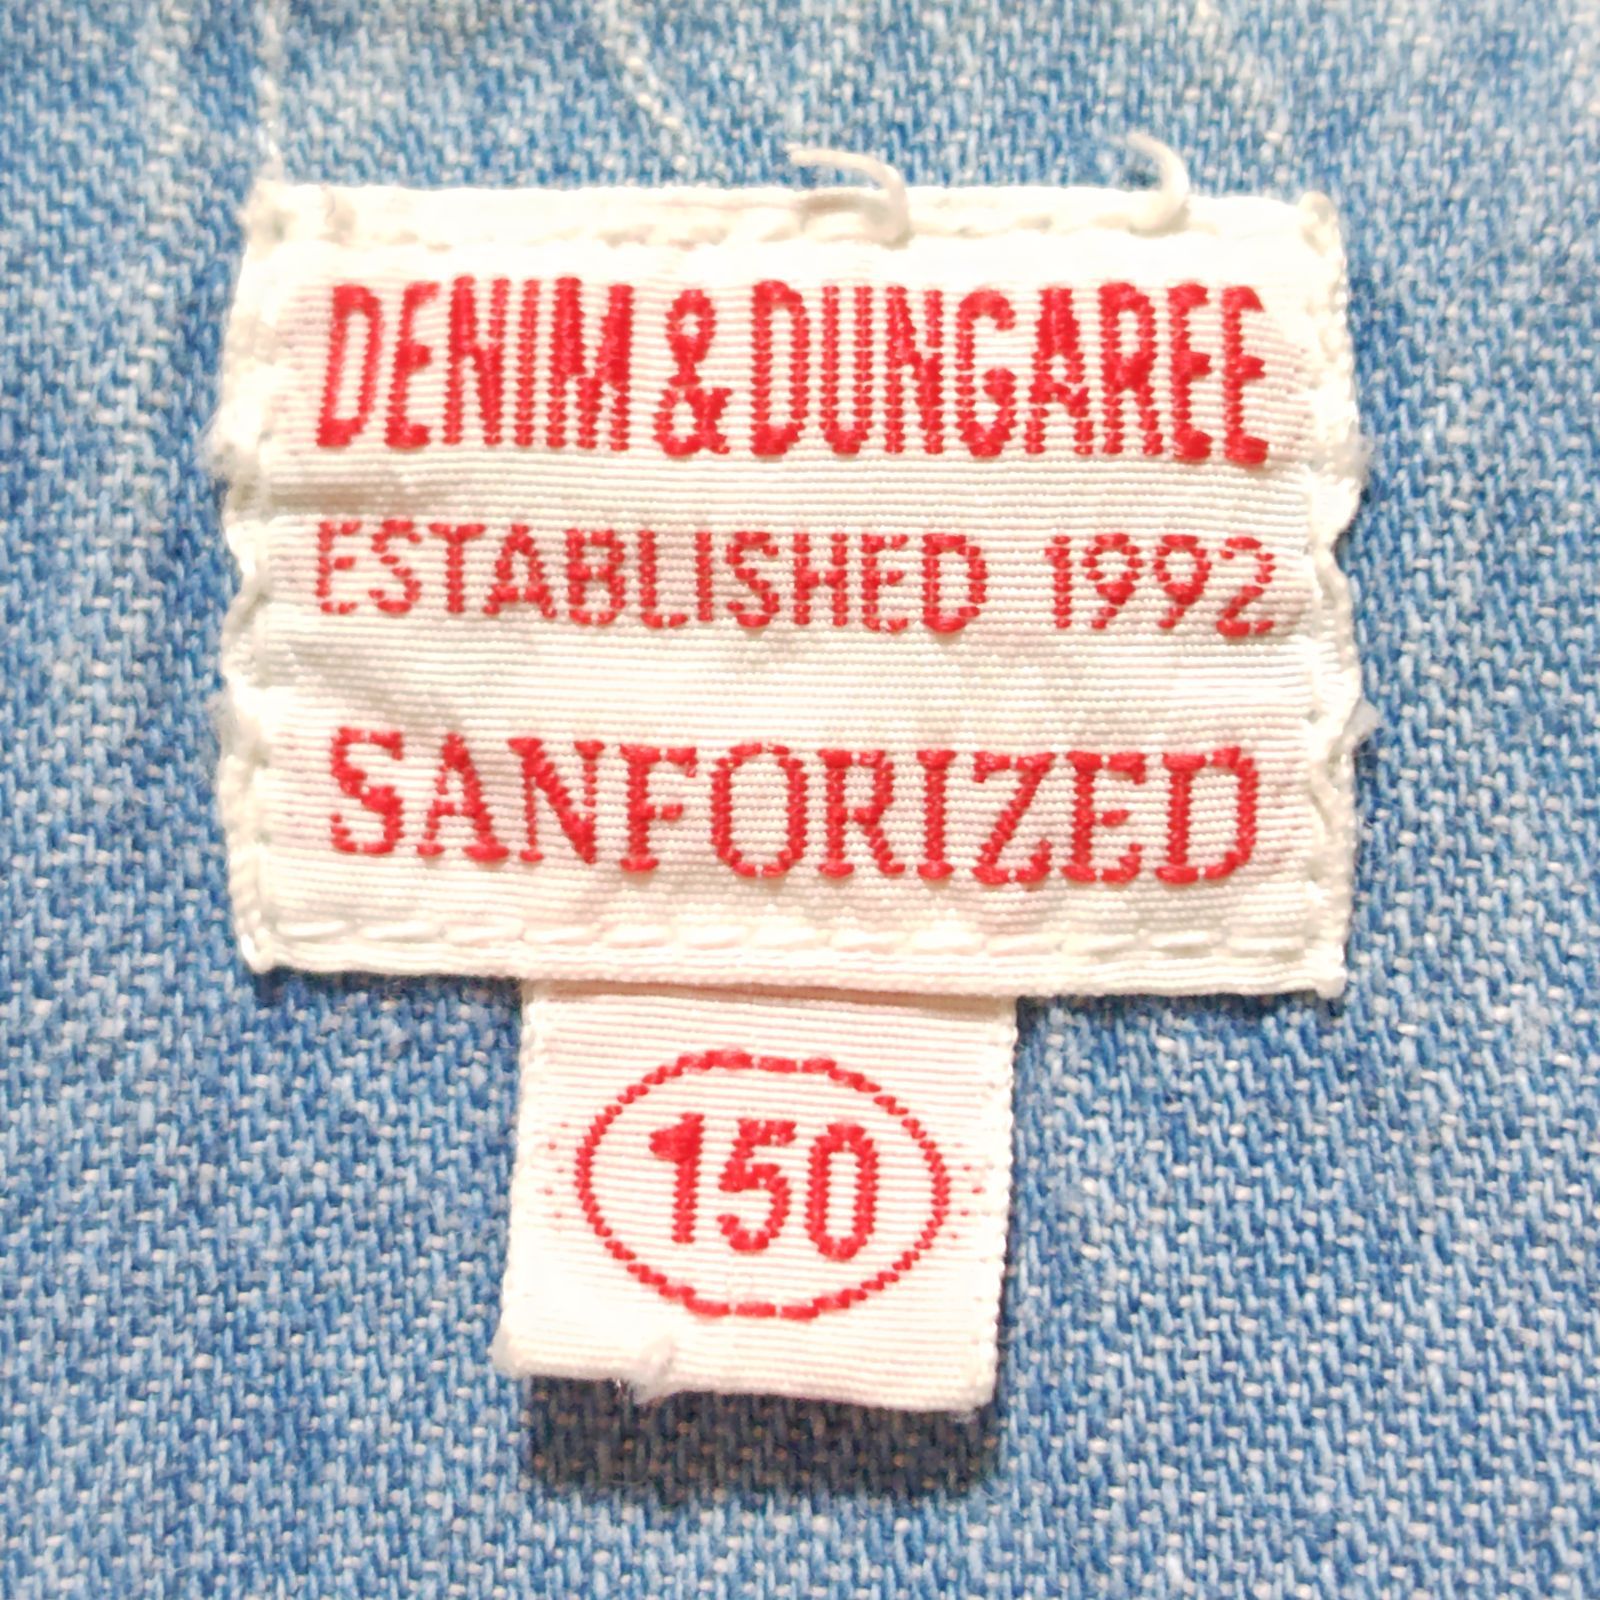 DENIM & DUNGAREE
ESTABLISHED 1992
SANFORIZED
150